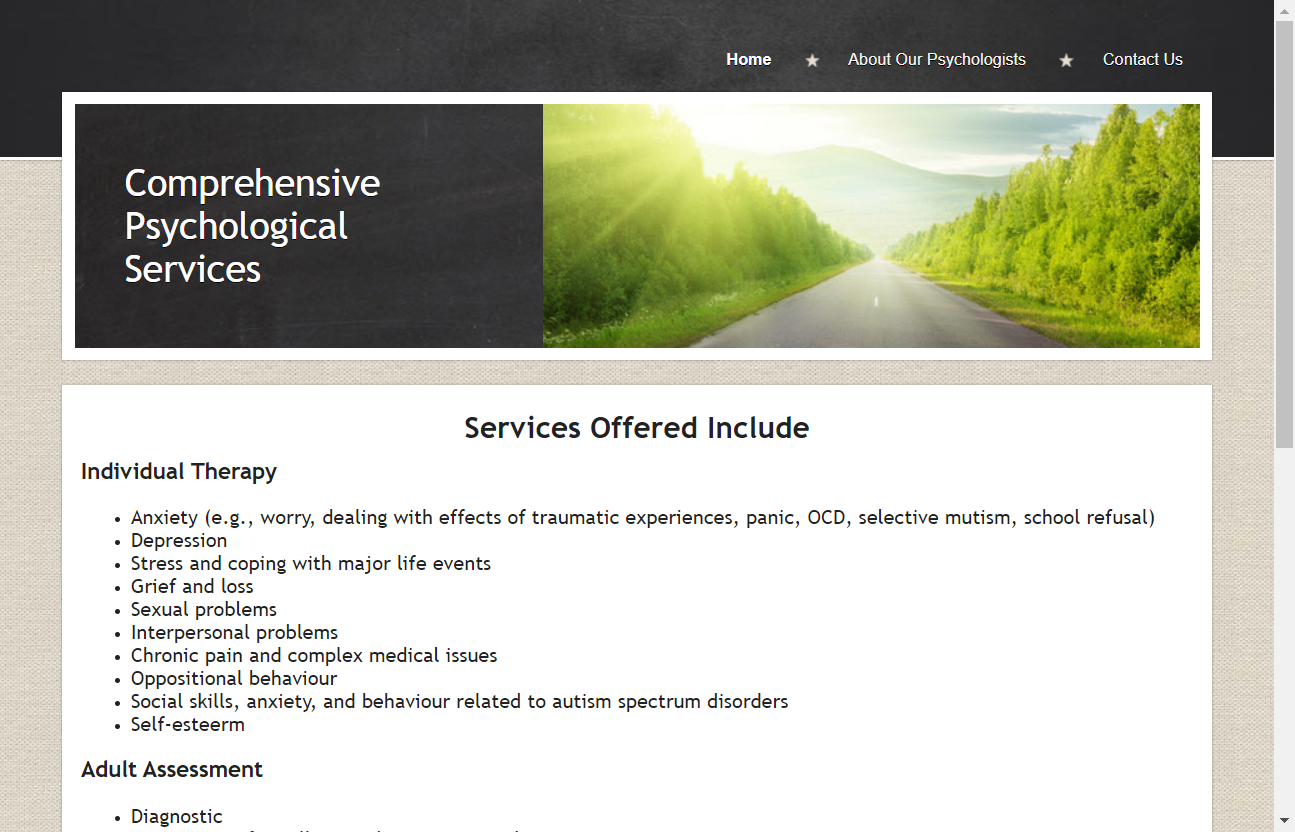 Home
About Our Psychologists
Contact Us
Comprehensive
Psychological
Services
Services Offered Include
Individual Therapy
Anxiety (e.g., worry, dealing with effects of traumatic experiences, panic, OCD, selective mutism, school refusal)
Depression
Stress and coping with major life events
Grief and loss
Sexual problems
Interpersonal problems
Chronic pain and complex medical issues
Oppositional behaviour
Social skills, anxiety, and behaviour related to autism spectrum disorders
Self-esteerm
Adult Assessment
Diagnostic